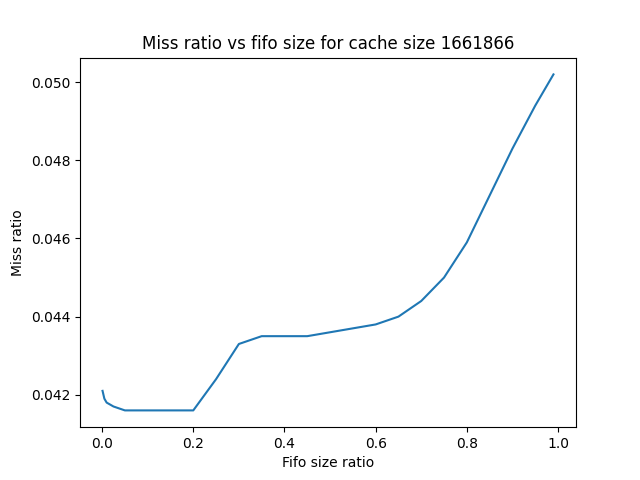 Miss ratio vs fifo size for cache size 1661866
0.050
0.048
0.046
0.044
0.042
Miss ratio
0.0 0.2 0.4 0.6 0.8 1.0
Fifo size ratio